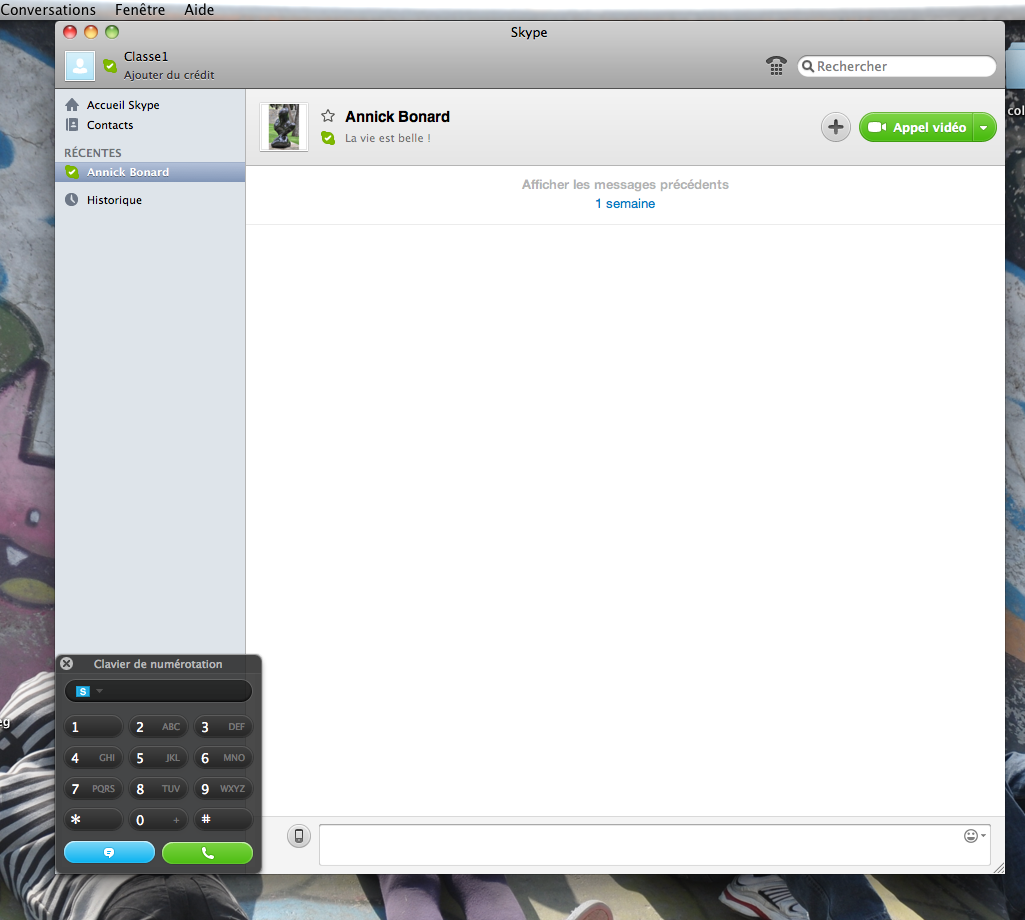 Conversations Fenêtre Aide
Skype
Classe1
Ajouter du crédit
Rechercher
col
Accueil Skype
Contacts
RÉCENTES
Annick Bonard
Historique
Annick Bonard
La vie est belle !
Appel vidéo
Afficher les messages précédents
1 semaine
Clavier de numérotation
S
1 2 ABC 3 DEF
4 GHI 5 JKL 6 MNO
7 PQRS 8 TUV 9 WXYZ
* 0 + #
eg